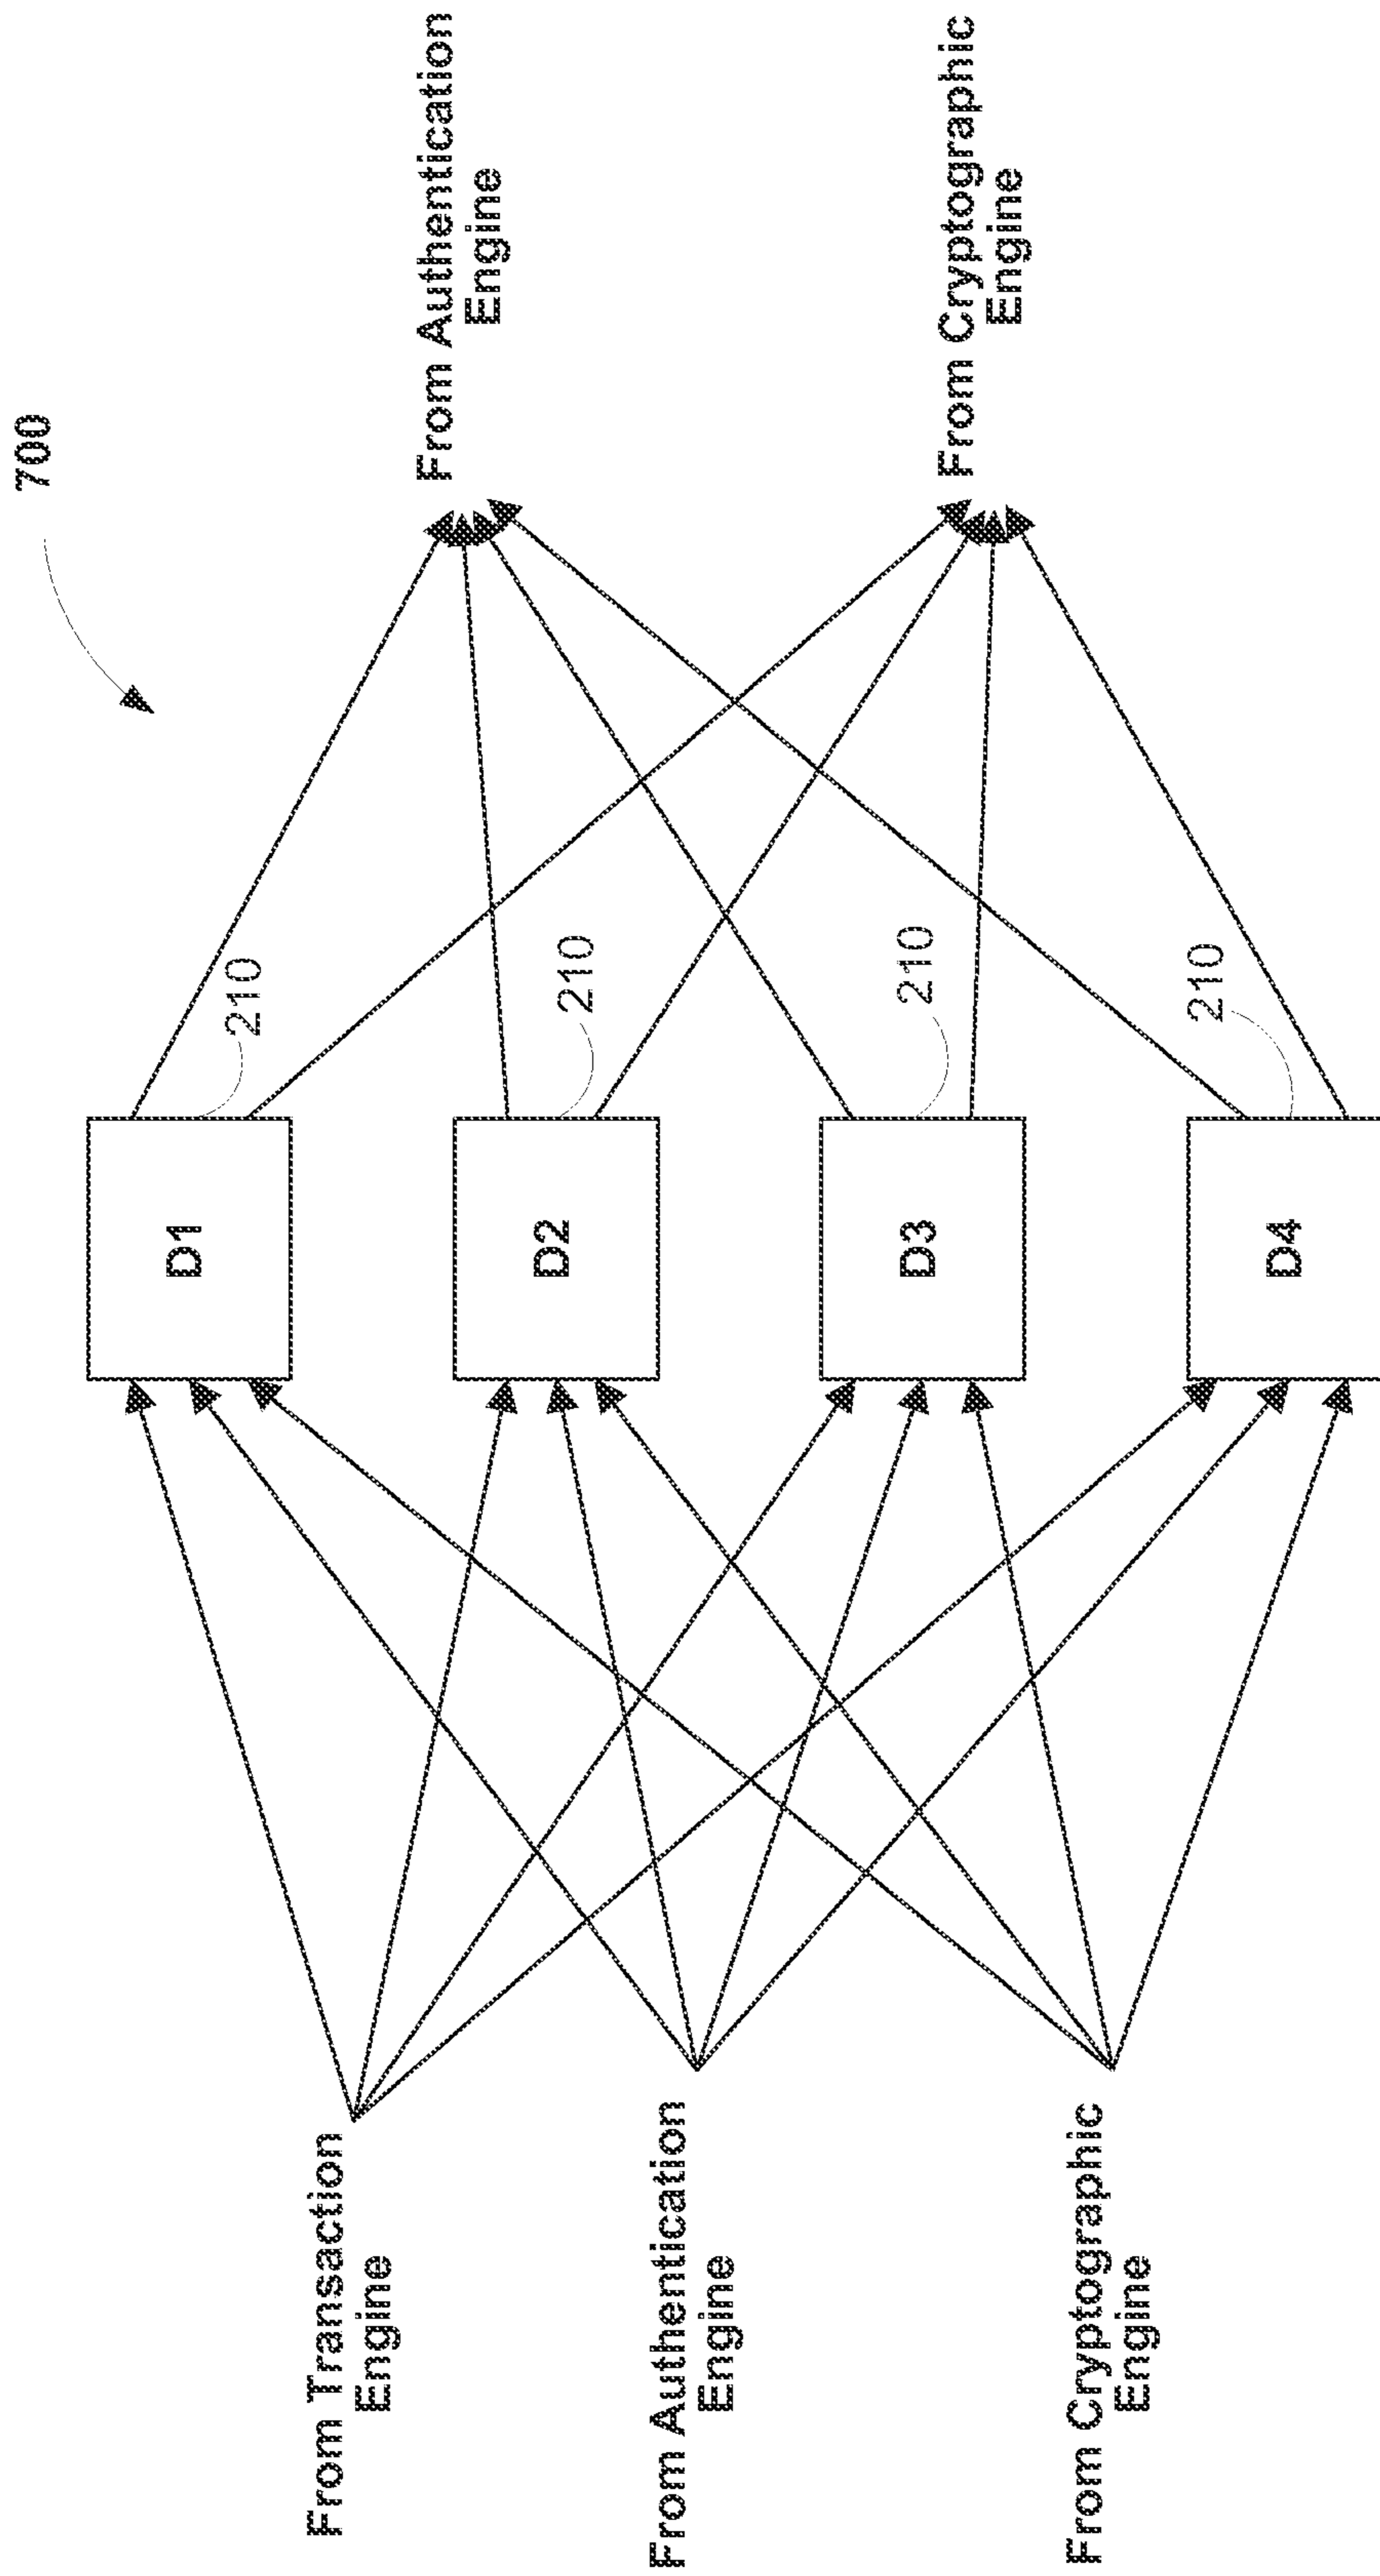 700
From Transaction
Engine
From Authentication
Engine
From Cryptographic
Engine
D1
210
D2
210
D3
210
D4
210
From Authentication
Engine
From Cryptographic
Engine